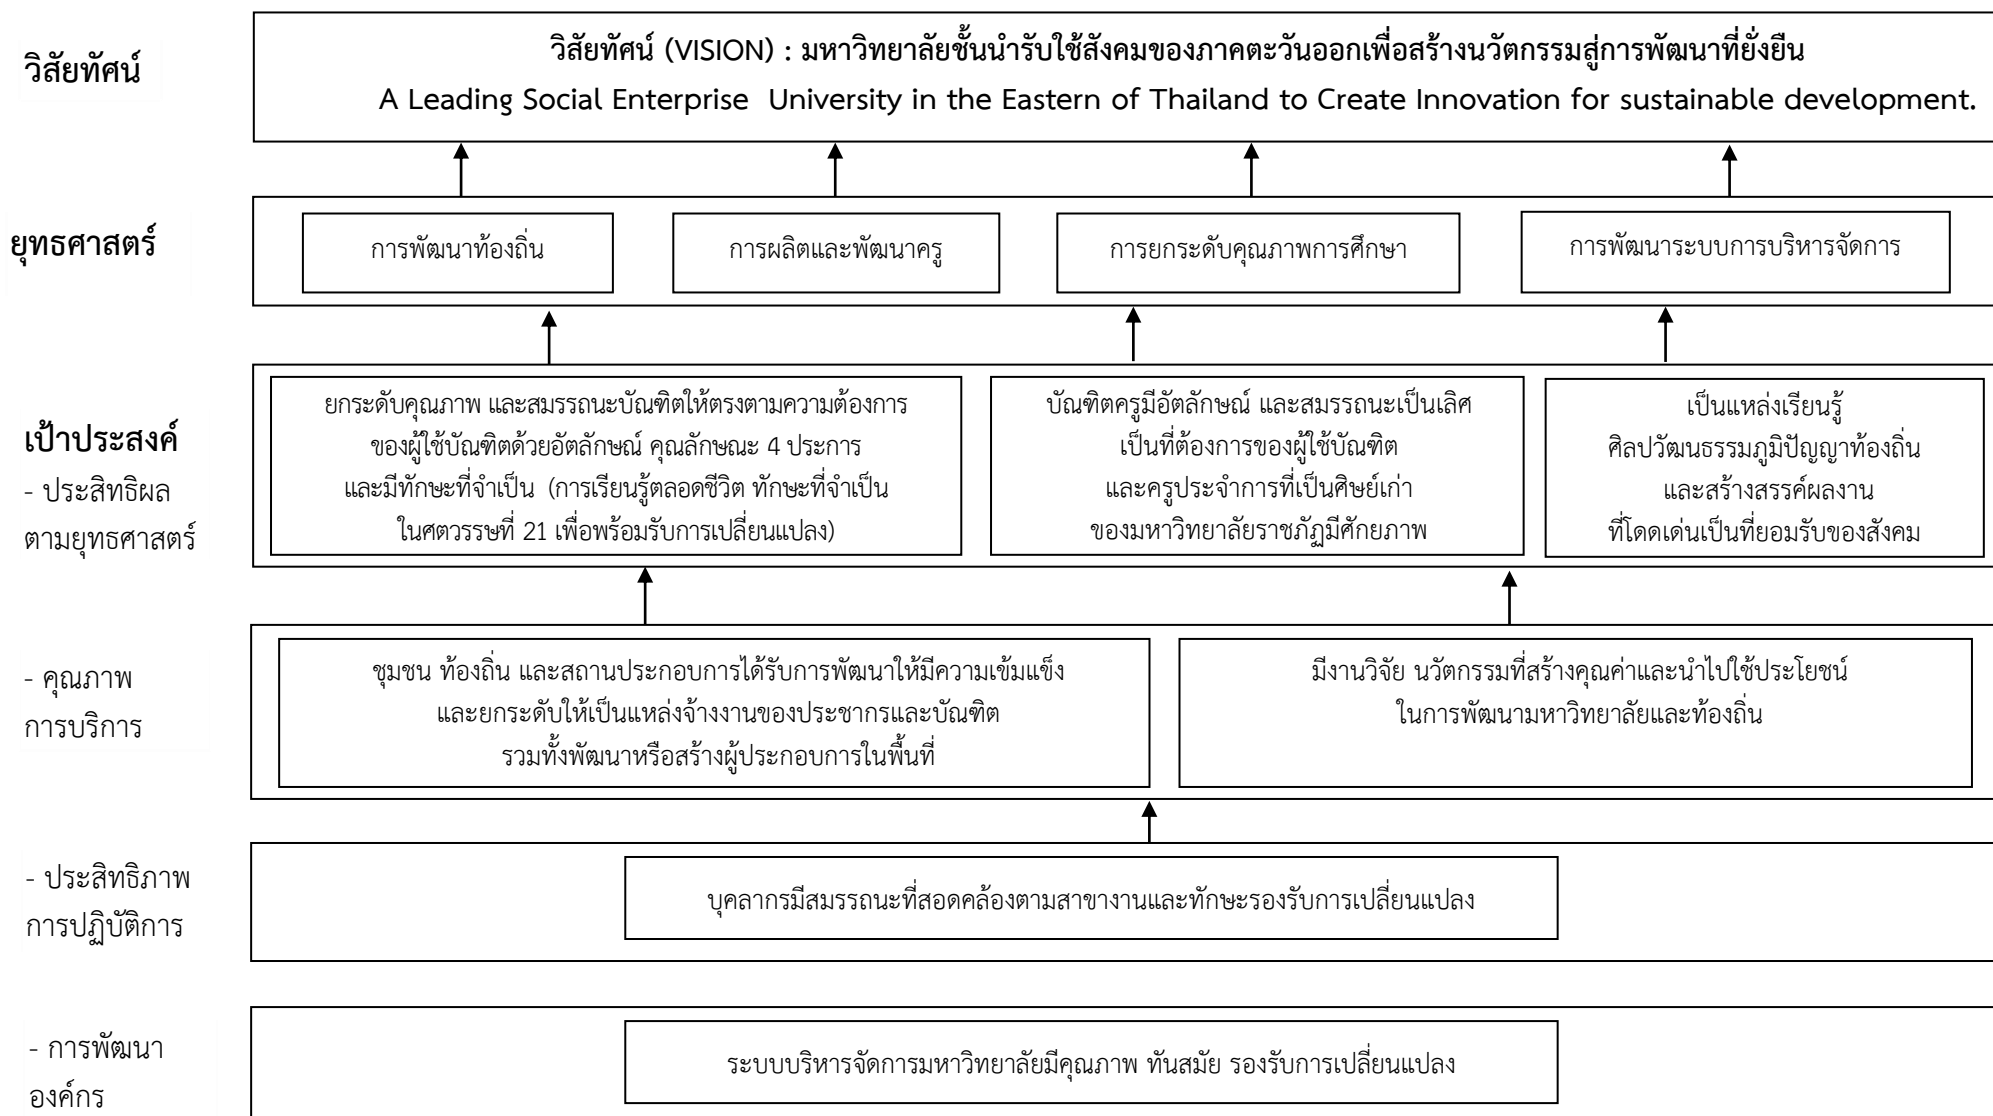 วิสัยทัศน์
วิสัยทัศน์ (VISION) : มหาวิทยาลัยชั้นนำรับใช้สังคมของภาคตะวันออกเพื่อสร้างนวัตกรรมสู่การพัฒนาที่ยั่งยืน
A Leading Social Enterprise University in the Eastern of Thailand to Create Innovation for sustainable development.
ยุทธศาสตร์
การพัฒนาท้องถิ่น
การผลิตและพัฒนาครู
การยกระดับคุณภาพการศึกษา
การพัฒนาระบบการบริหารจัดการ
เป้าประสงค์
- ประสิทธิผล
ตามยุทธศาสตร์
ยกระดับคุณภาพ และสมรรถนะบัณฑิตให้ตรงตามความต้องการ
ของผู้ใช้บัณฑิตด้วยอัตลักษณ์ คุณลักษณะ 4 ประการ
และมีทักษะที่จำเป็น (การเรียนรู้ตลอดชีวิต ทักษะที่จำเป็น
ในศตวรรษที่ 21 เพื่อพร้อมรับการเปลี่ยนแปลง)
บัณฑิตครูมีอัตลักษณ์ และสมรรถนะเป็นเลิศ
เป็นที่ต้องการของผู้ใช้บัณฑิต
และครูประจำการที่เป็นศิษย์เก่า
ของมหาวิทยาลัยราชภัฏมีศักยภาพ
เป็นแหล่งเรียนรู้
ศิลปวัฒนธรรมภูมิปัญญาท้องถิ่น
และสร้างสรรค์ผลงาน
ที่โดดเด่นเป็นที่ยอมรับของสังคม
- คุณภาพ
การบริการ
ชุมชน ท้องถิ่น และสถานประกอบการได้รับการพัฒนาให้มีความเข้มแข็ง
และยกระดับให้เป็นแหล่งจ้างงานของประชากรและบัณฑิต
รวมทั้งพัฒนาหรือสร้างผู้ประกอบการในพื้นที่
มีงานวิจัย นวัตกรรมที่สร้างคุณค่าและนำไปใช้ประโยชน์
ในการพัฒนามหาวิทยาลัยและท้องถิ่น
- ประสิทธิภาพ
การปฏิบัติการ
บุคลากรมีสมรรถนะที่สอดคล้องตามสาขางานและทักษะรองรับการเปลี่ยนแปลง
- การพัฒนา
องค์กร
ระบบบริหารจัดการมหาวิทยาลัยมีคุณภาพ ทันสมัย รองรับการเปลี่ยนแปลง